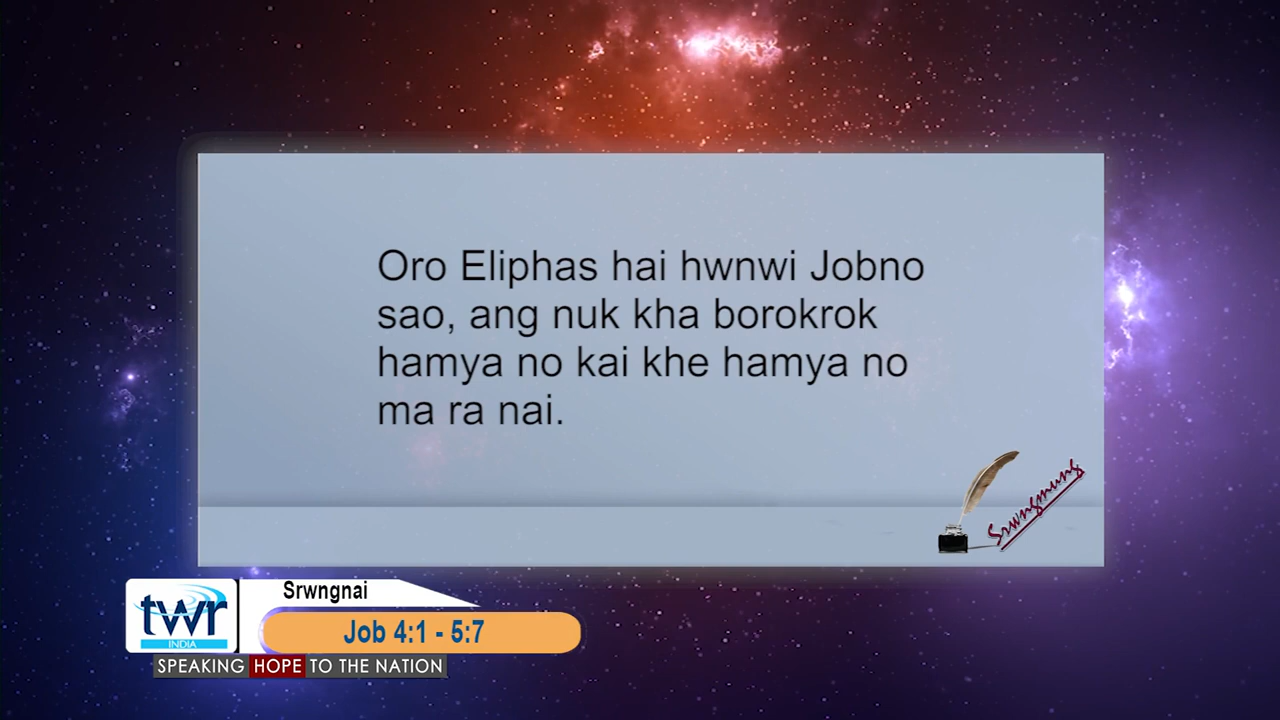 Oro Eliphas hai hwnwi Jobno
sao, ang nuk kha borokrok
hamya no kai khe hamya no
ma ra nai.
Srwngmung
twr
INDIA
Srwngnai
Job 4:1 - 5:7
SPEAKING HOPE TO THE NATION